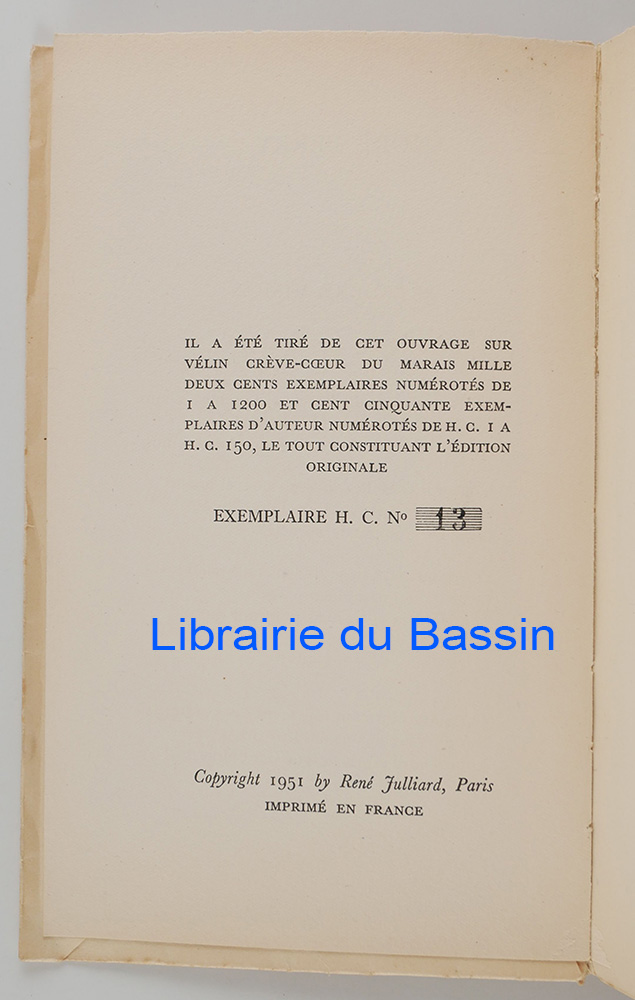 IL A ÉTÉ TIRÉ DE CET OUVRAGE SUR
VÉLIN CRÈVE-CŒUR DU MARAIS MILLE
DEUX CENTS EXEMPLAIRES NUMÉROTÉS DE
I A 1200 ET CENT CINQUANTE EXEM-
PLAIRES D'AUTEUR NUMÉROTÉS DE H. C. I A
H. C. 150, LE TOUT CONSTITUANT L'ÉDITION
ORIGINALE
EXEMPLAIRE H. C. Nº 13
Librairie du Bassin
Copyright 1951 by René Julliard, Paris
IMPRIMÉ EN FRANCE